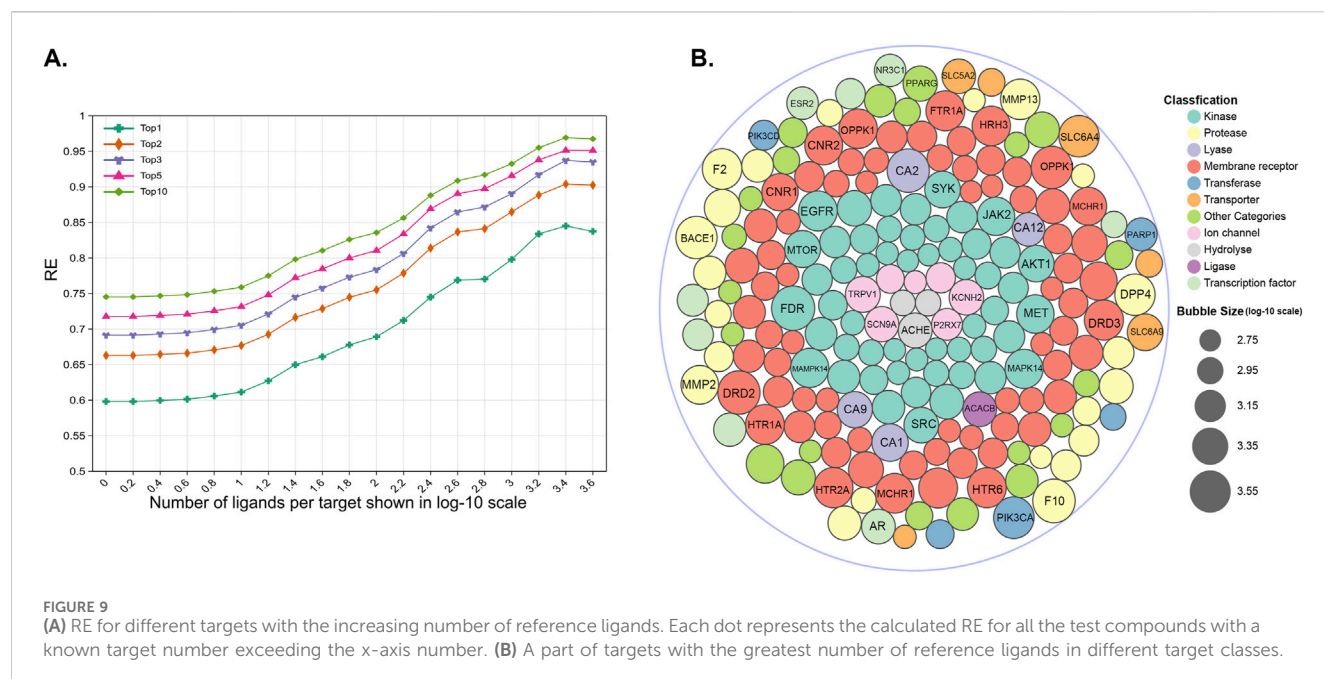 A.
Top1
Top2
Top3
Top5
Top10
RE
1
0.95
0.9
0.85
0.8
0.75
0.7
0.65
0.6
0.55
0.5
0
0.2
0.4
0.6
0.8
1
1.2
1.4
1.6
1.8
2
2.2
2.4
2.6
2.8
3
3.2
3.4
3.6
Number of ligands per target shown in log-10 scale
B.
NR3C1
PPARG
SLC5A2
ESR2
MMP13
FTR1A
OPPK1
HRH3
PIK3CD
CNR2
SLC6A4
F2
CA2
OPPK1
CNR1
SYK
EGFR
JAK2
MCHR1
CA12
PARP1
BACE1
MTOR
AKT1
TRPV1
KCNH2
DPP4
FDR
MET
DRD3
SCN9A
ACHE
P2RX7
SLC6A9
MAMPK14
MAPK14
MMP2
DRD2
CA9
ACACB
HTR1A
SRC
CA1
HTR2A
MCHR1
HTR6
F10
PIK3CA
AR
Classfication
Kinase
Protease
Lyase
Membrane receptor
Transferase
Transporter
Other Categories
Ion channel
Hydrolyse
Ligase
Transcription factor
Bubble Size (log-10 scale)
2.75
2.95
3.15
3.35
3.55
FIGURE 9
(A) RE for different targets with the increasing number of reference ligands. Each dot represents the calculated RE for all the test compounds with a
known target number exceeding the x-axis number. (B) A part of targets with the greatest number of reference ligands in different target classes.